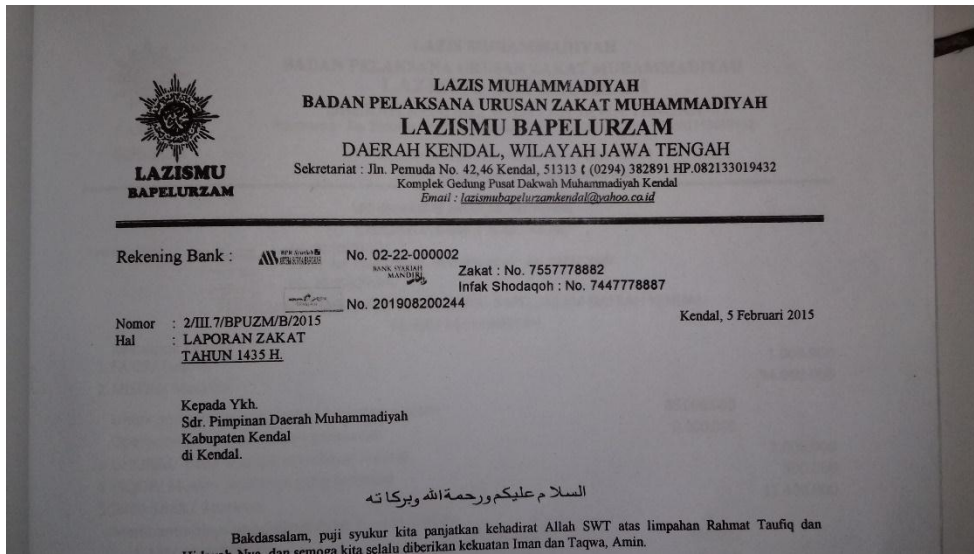 LAZIS MUHAMMADIYAH
BADAN PELAKSANA URUSAN ZAKAT MUHAMMADIYAH
LAZISMU BAPELURZAM
DAERAH KENDAL, WILAYAH JAWA TENGAH
Sekretariat : Jln. Pemuda No. 42,46 Kendal, 51313 (0294) 382891 HP.082133019432
Komplek Gedung Pusat Dakwah Muhammadiyah Kendal
Email : lazismubapelurzamkendal@yahoo.co.id
LAZISMU
BAPELURZAM
Rekening Bank : No. 02-22-000002
BANK SYARIAH
MANDIRI
Zakat : No. 7557778882
Infak Shodaqoh : No. 7447778887
No. 201908200244
Kendal, 5 Februari 2015
Nomor : 2/III.7/BPUZM/B/2015
Hal : LAPORAN ZAKAT
TAHUN 1435 H.
Kepada Ykh.
Sdr. Pimpinan Daerah Muhammadiyah
Kabupaten Kendal
di Kendal.
السلام عليكم ورحمة الله وبركاته
Bakdassalam, puji syukur kita panjatkan kehadirat Allah SWT atas limpahan Rahmat Taufiq dan
Hidayah-Nya, dan semoga kita selalu diberikan kekuatan Iman dan Taqwa, Amin.